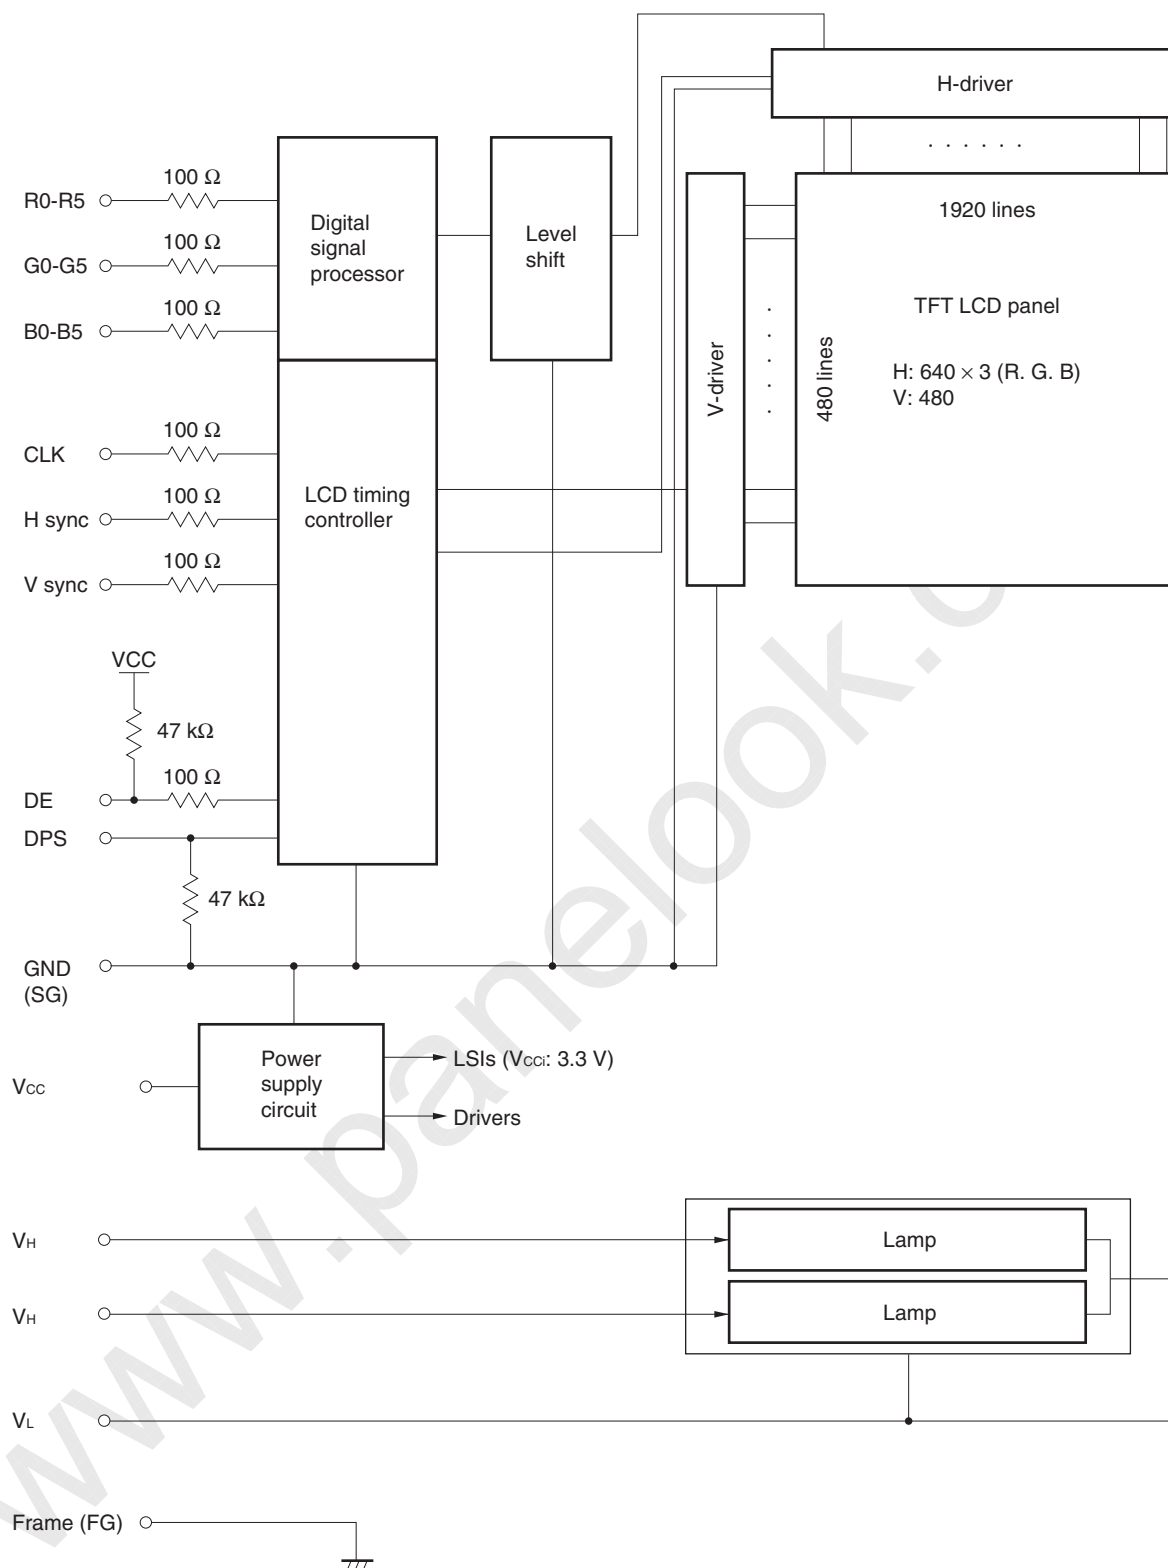 H-driver
· · · · · ·
100 Ω
R0-R5
Digital
signal
processor
Level
shift
1920 lines
100 Ω
G0-G5
100 Ω
B0-B5
TFT LCD panel
V-driver
480 lines
H: 640 × 3 (R. G. B)
V: 480
100 Ω
CLK
LCD timing
controller
100 Ω
H sync
100 Ω
V sync
VCC
47 kΩ
100 Ω
DE
DPS
47 kΩ
GND
(SG)
Power
supply
circuit
LSIs (VCCi: 3.3 V)
VCC
Drivers
VH
Lamp
VH
Lamp
VL
Frame (FG)
www.panelook.c